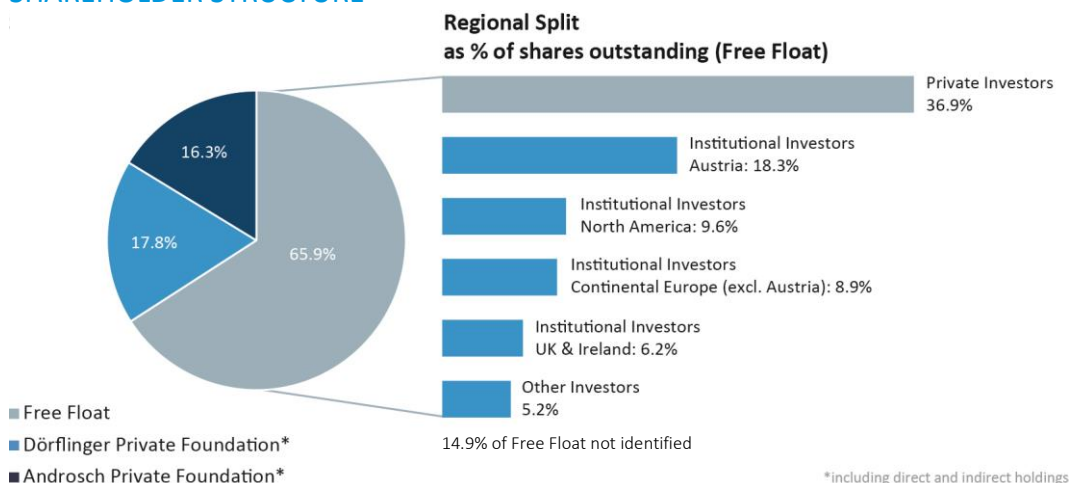 SHAREHOLDER STRUCTURE
Regional Split
as % of shares outstanding (Free Float)
16.3%
17.8%
65.9%
Private Investors
36.9%
Institutional Investors
Austria: 18.3%
Institutional Investors
North America: 9.6%
Institutional Investors
Continental Europe (excl. Austria): 8.9%
Institutional Investors
UK & Ireland: 6.2%
Other Investors
5.2%
14.9% of Free Float not identified
Free Float
Dörflinger Private Foundation*
Androsch Private Foundation*
*including direct and indirect holdings